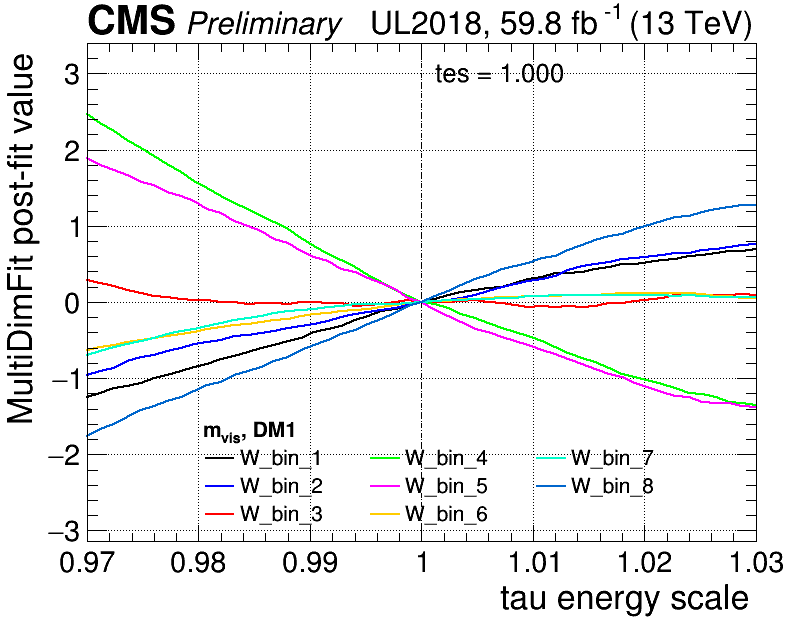 CMS Preliminary UL2018, 59.8 fb⁻¹ (13 TeV)
MultiDimFit post-fit value
3
2
1
0
−1
−2
−3
tes = 1.000
m_vis, DM1
W_bin_1 W_bin_4 W_bin_7
W_bin_2 W_bin_5 W_bin_8
W_bin_3 W_bin_6
0.97 0.98 0.99 1 1.01 1.02 1.03
tau energy scale